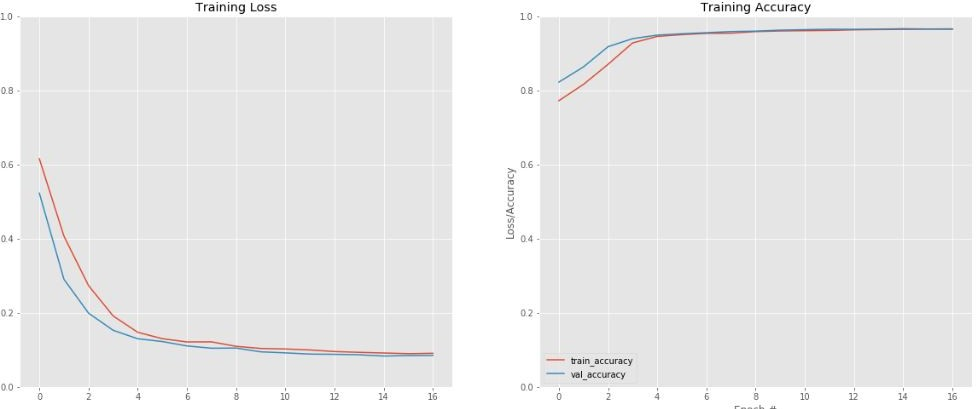 Training Loss
1.0
0.8
0.6
0.4
0.2
0.0
0 2 4 6 8 10 12 14 16
Training Accuracy
Loss/Accuracy
1.0
0.8
0.6
0.4
0.2
0.0
train_accuracy
val_accuracy
0 2 4 6 8 10 12 14 16
Epoch #